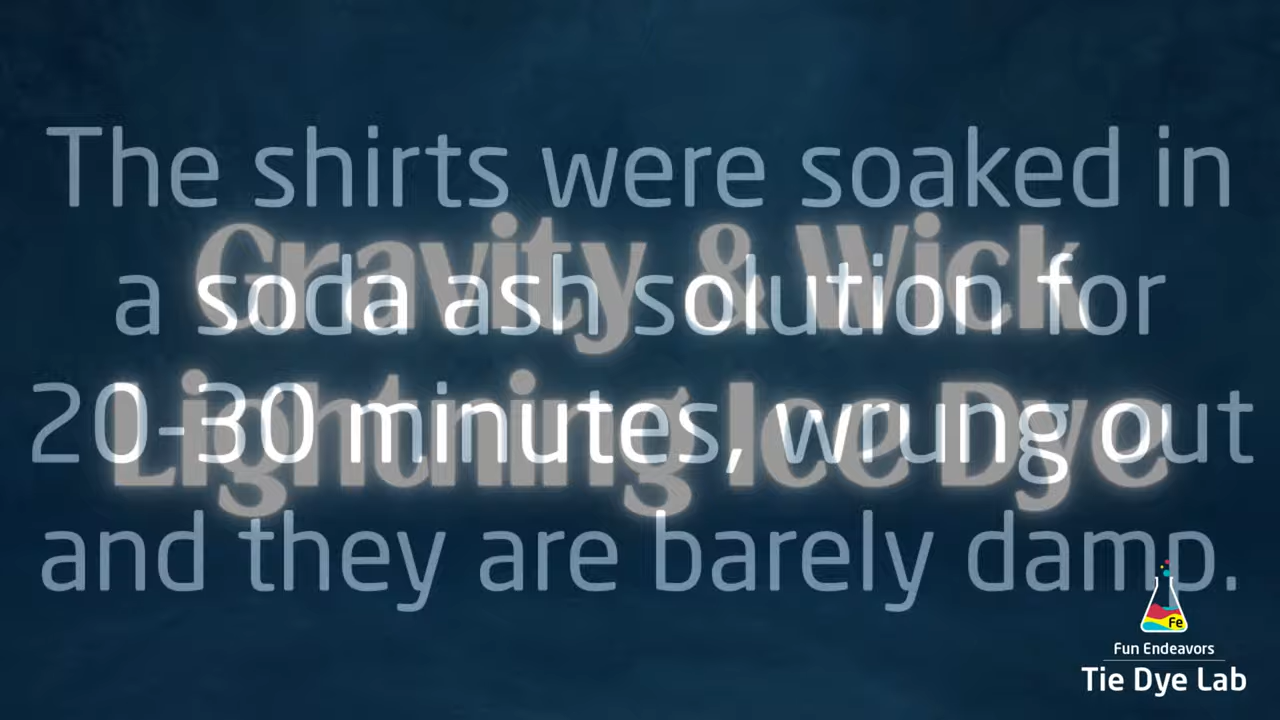 The shirts were soaked in
a soda ash solution for
20-30 minutes, wrung out
and they are barely damp.
Gravity & Wick
Lightning Ice Dye
Fe
Fun Endeavors
Tie Dye Lab